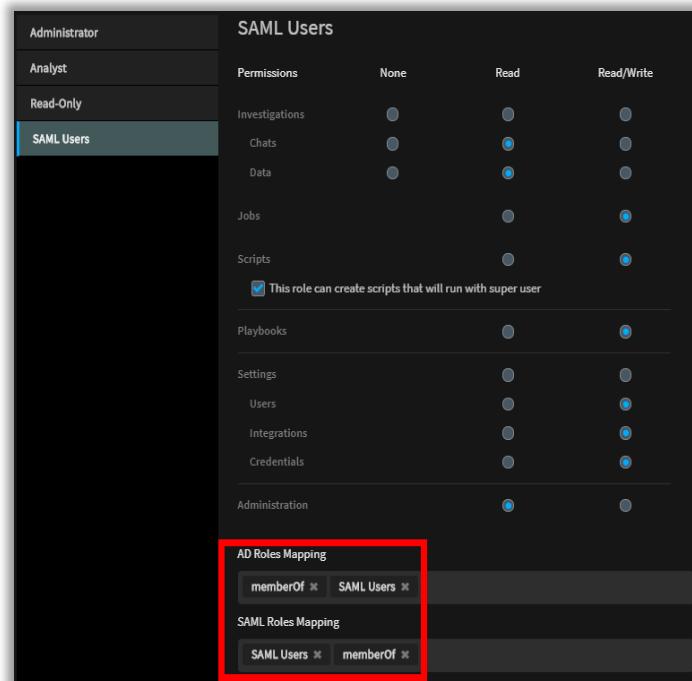 Administrator
Analyst
Read-Only
SAML Users
SAML Users
Permissions None Read Read/Write
Investigations
Chats
Data
Jobs
Scripts
This role can create scripts that will run with super user
Playbooks
Settings
Users
Integrations
Credentials
Administration
AD Roles Mapping
memberOf ✖ SAML Users ✖
SAML Roles Mapping
SAML Users ✖ memberOf ✖